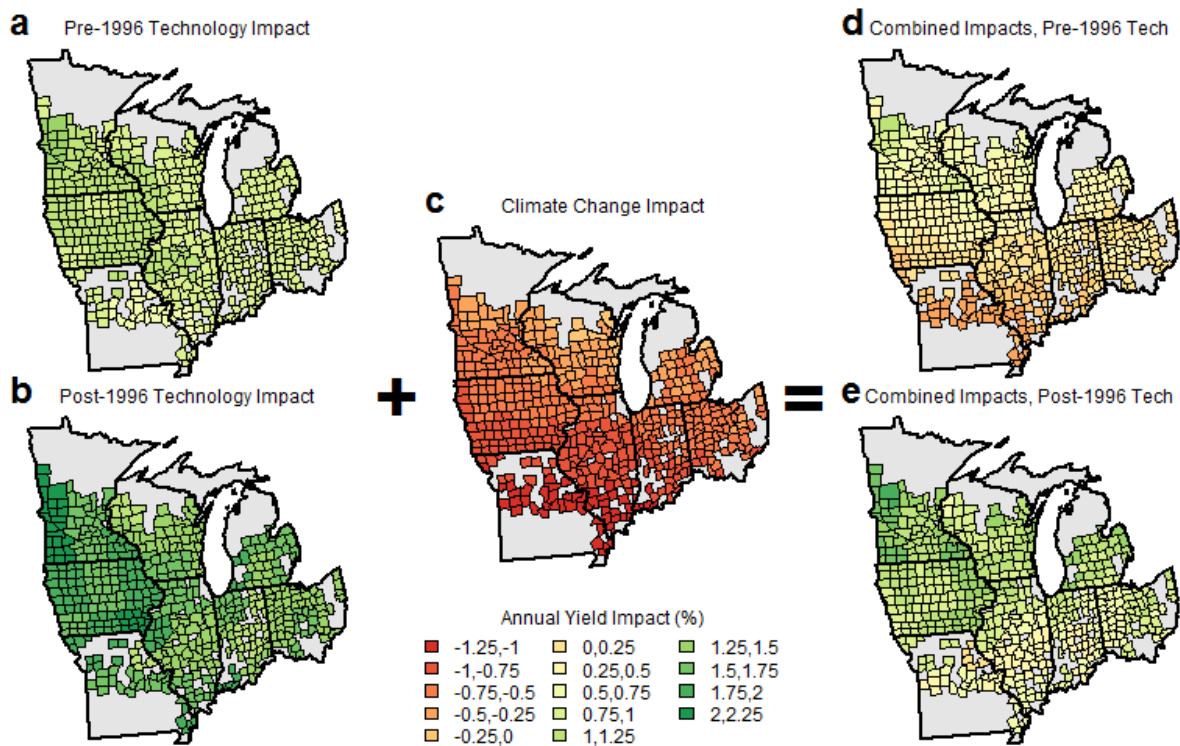 a Pre-1996 Technology Impact
d Combined Impacts, Pre-1996 Tech
c Climate Change Impact
b Post-1996 Technology Impact
+
=
e Combined Impacts, Post-1996 Tech
Annual Yield Impact (%)
-1.25,-1 0,0.25 1.25,1.5
-1,-0.75 0.25,0.5 1.5,1.75
-0.75,-0.5 0.5,0.75 1.75,2
-0.5,-0.25 0.75,1 2,2.25
-0.25,0 1,1.25